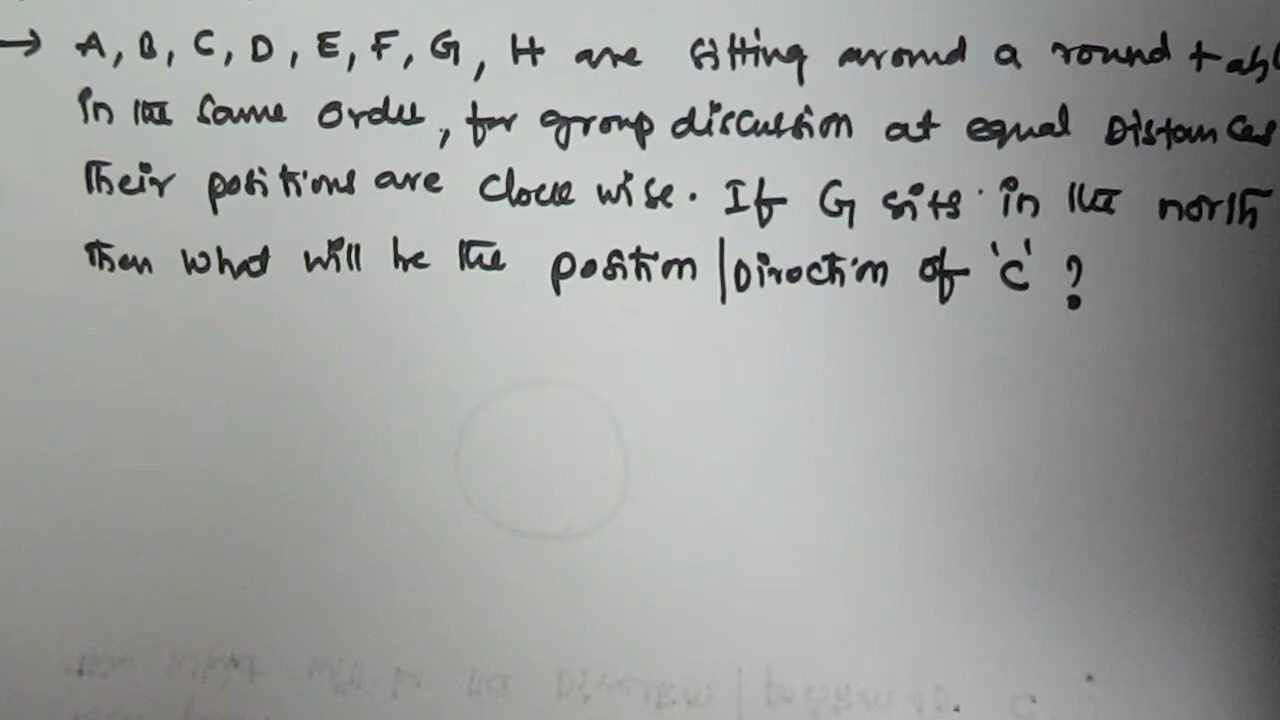 → A, B, C, D, E, F, G, H are sitting around a round tabl
in the same order, for group discussion at equal Distances
Their positions are clock wise. If G sits in the north
then what will be the position | Direction of 'c' ?